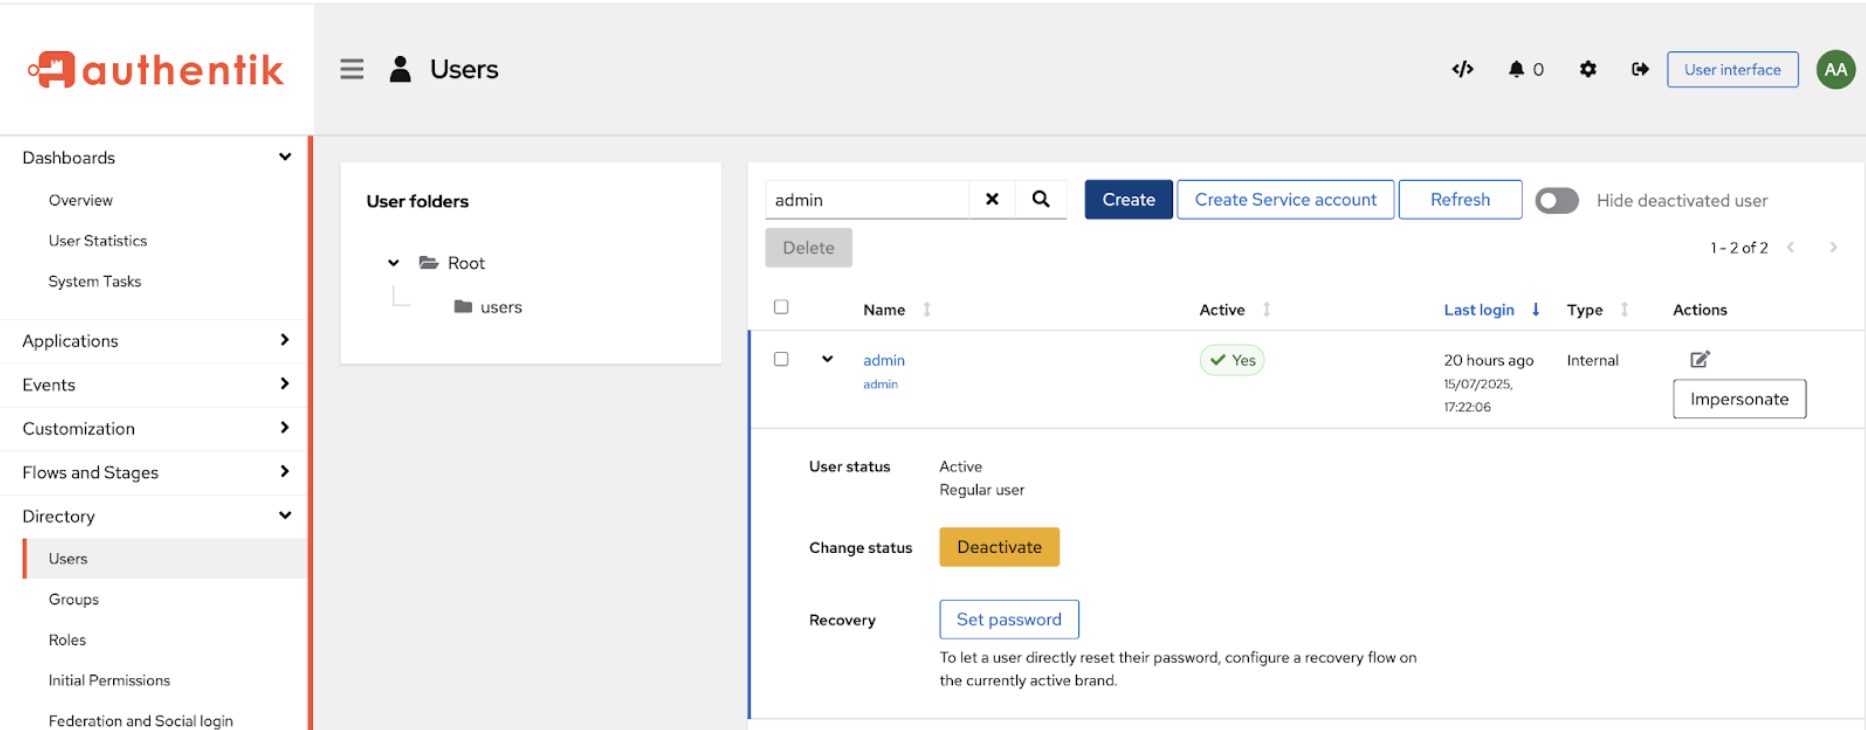 authentik
Users
0
User interface
AA
Dashboards
Overview
User Statistics
System Tasks
Applications
Events
Customization
Flows and Stages
Directory
Users
Groups
Roles
Initial Permissions
Federation and Social login
User folders
Root
users
admin
Create
Create Service account
Refresh
Hide deactivated user
Delete
1 - 2 of 2
Name
Active
Last login
Type
Actions
admin
admin
Yes
20 hours ago
15/07/2025,
17:22:06
Internal
Impersonate
User status
Active
Regular user
Change status
Deactivate
Recovery
Set password
To let a user directly reset their password, configure a recovery flow on
the currently active brand.